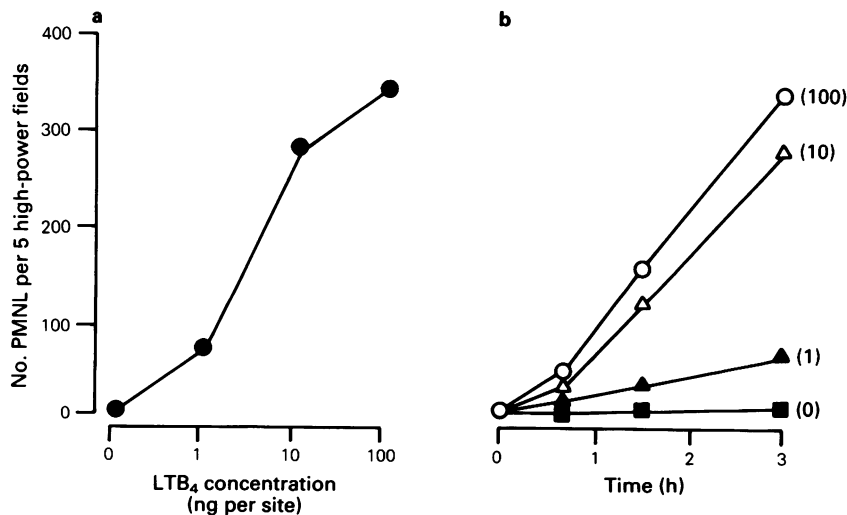 a
400
300
200
100
0
No. PMNL per 5 high-power fields
0 1 10 100
LTB₄ concentration
(ng per site)
b
(100)
(10)
(1)
(0)
0 1 2 3
Time (h)